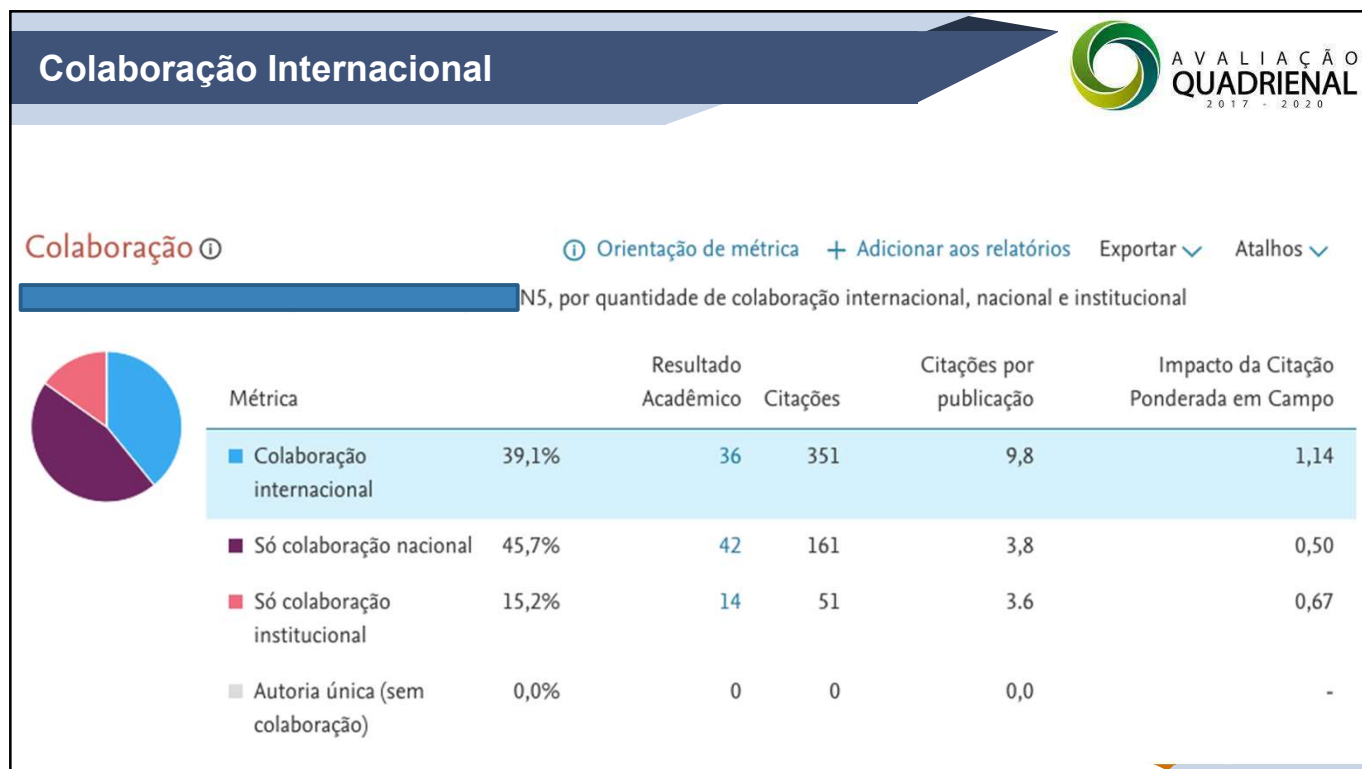 Colaboração Internacional
AVALIAÇÃO
QUADRIENAL
2017 - 2020
Colaboração
Orientação de métrica + Adicionar aos relatórios Exportar Atalhos
N5, por quantidade de colaboração internacional, nacional e institucional
Métrica Resultado Acadêmico Citações Citações por publicação Impacto da Citação Ponderada em Campo
Colaboração internacional 39,1% 36 351 9,8 1,14
Só colaboração nacional 45,7% 42 161 3,8 0,50
Só colaboração institucional 15,2% 14 51 3.6 0,67
Autoria única (sem colaboração) 0,0% 0 0 0,0 -